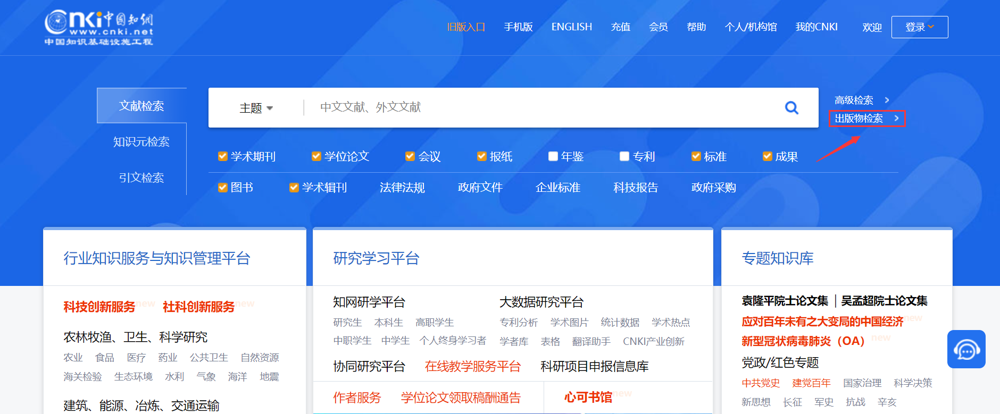 CNKI中国知网
www.cnki.net
中国知识基础设施工程
旧版入口 手机版 ENGLISH 充值 会员 帮助 个人/机构馆 我的CNKI 欢迎 登录
文献检索
知识元检索
引文检索
主题 中文文献、外文文献
高级检索 >
出版物检索 >
学术期刊 学位论文 会议 报纸 年鉴 专利 标准 成果
图书 学术辑刊 法律法规 政府文件 企业标准 科技报告 政府采购
行业知识服务与知识管理平台
科技创新服务 new 社科创新服务 new
农林牧渔、卫生、科学研究
农业 食品 医疗 药业 公共卫生 自然资源
海关检验 生态环境 水利 气象 海洋 地震
建筑、能源、冶炼、交通运输
研究学习平台
知网研学平台
研究生 本科生 高职学生
中职学生 中学生 个人终身学习者
大数据研究平台
专利分析 学术图片 统计数据 学术热点
学者库 表格 翻译助手 CNKI产业创新
协同研究平台 在线教学服务平台 科研项目申报信息库
作者服务 学位论文领取稿酬通告
心可书馆 new
专题知识库
袁隆平院士论文集 | 吴孟超院士论文集
应对百年未有之大变局的中国经济 new
新型冠状病毒肺炎（OA） new
党政/红色专题
中共党史 建党百年 国家治理 科学决策
新思想 长征 军史 抗战 辛亥